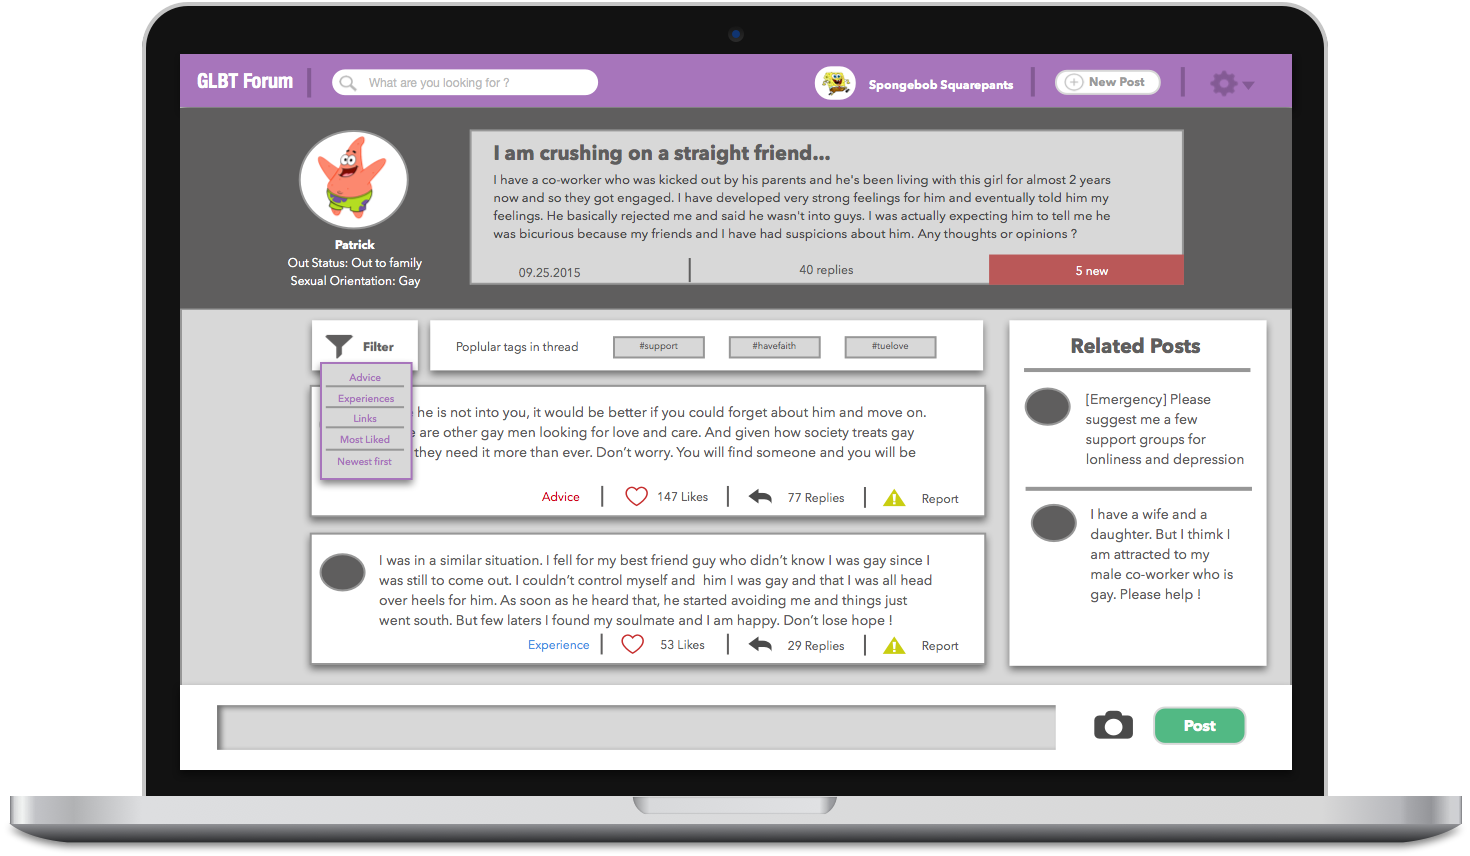 GLBT Forum
What are you looking for ?
Spongebob Squarepants
New Post
Patrick
Out Status: Out to family
Sexual Orientation: Gay
I am crushing on a straight friend...
I have a co-worker who was kicked out by his parents and he's been living with this girl for almost 2 years
now and so they got engaged. I have developed very strong feelings for him and eventually told him my
feelings. He basically rejected me and said he wasn't into guys. I was actually expecting him to tell me he
was bicurious because my friends and I have had suspicions about him. Any thoughts or opinions ?
09.25.2015
40 replies
5 new
Filter
Advice
Experiences
Links
Most Liked
Newest first
Poplular tags in thread
#support
#havefaith
#tuelove
he is not into you, it would be better if you could forget about him and move on.
are other gay men looking for love and care. And given how society treats gay
they need it more than ever. Don't worry. You will find someone and you will be
Advice
147 Likes
77 Replies
Report
I was in a similar situation. I fell for my best friend guy who didn't know I was gay since I
was still to come out. I couldn't control myself and  him I was gay and that I was all head
over heels for him. As soon as he heard that, he started avoiding me and things just
went south. But few laters I found my soulmate and I am happy. Don't lose hope !
Experience
53 Likes
29 Replies
Report
Related Posts
[Emergency] Please
suggest me a few
support groups for
lonliness and depression
I have a wife and a
daughter. But I thimk I
am attracted to my
male co-worker who is
gay. Please help !
Post